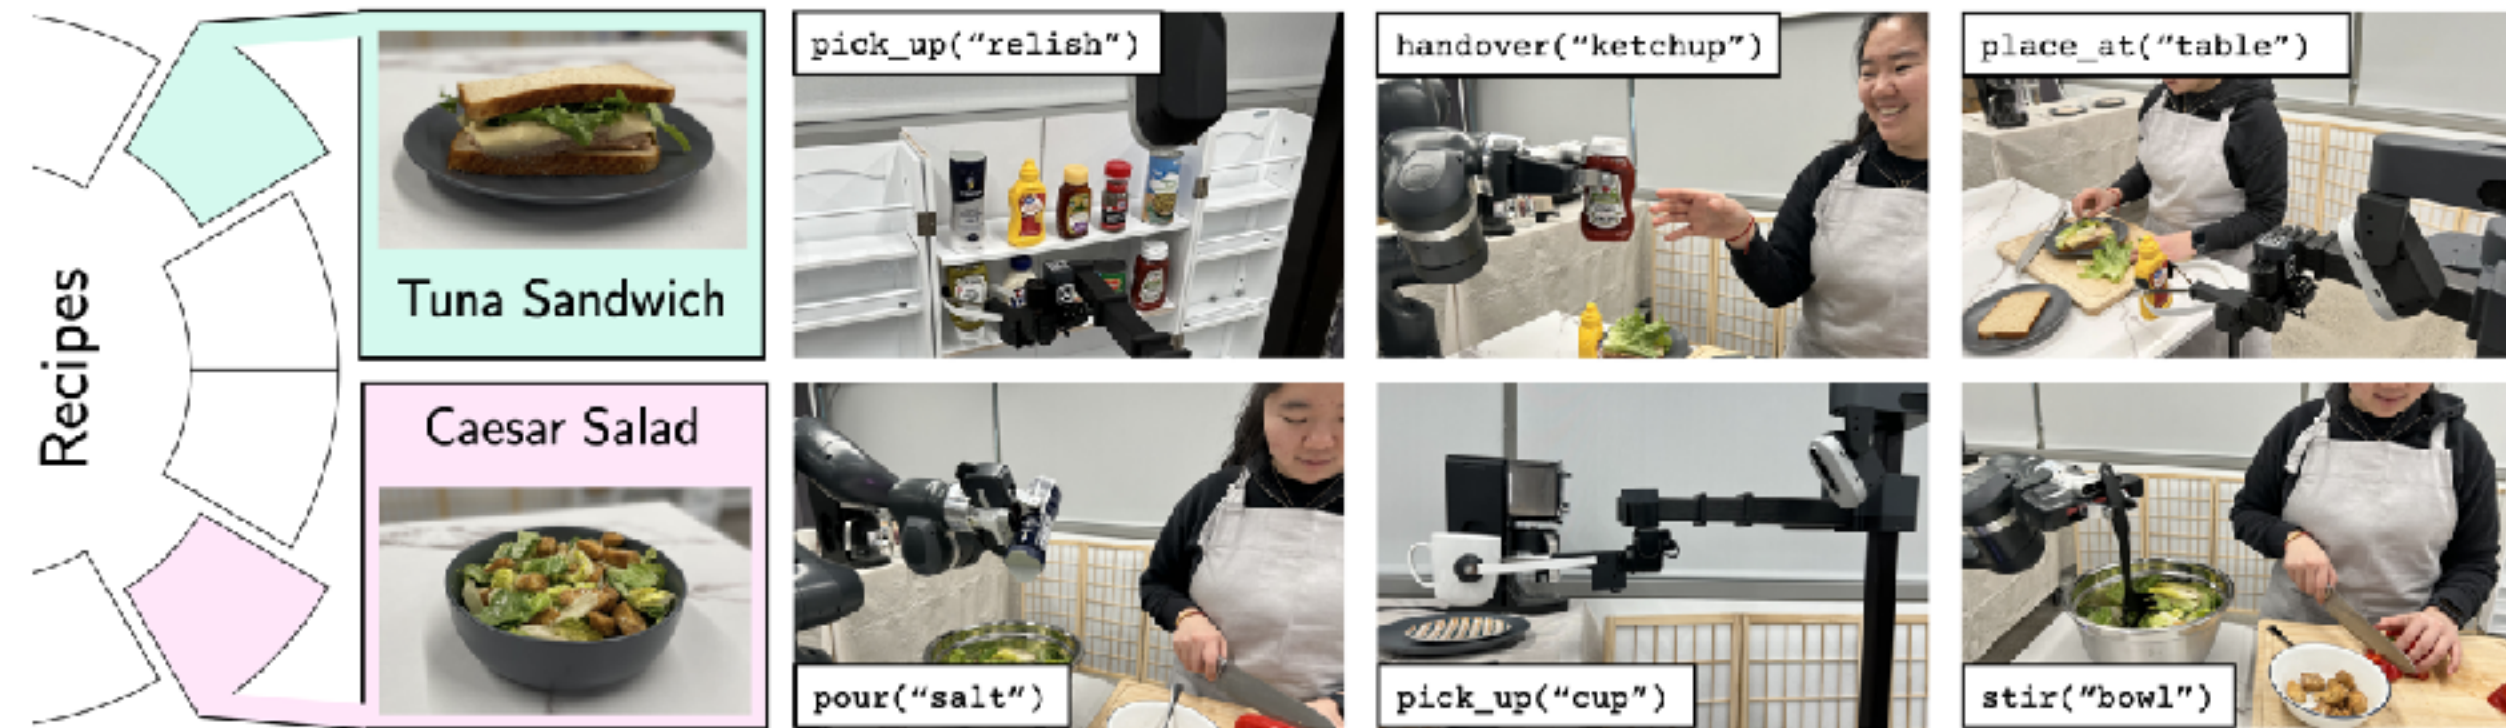 Recipes
Tuna Sandwich
pick_up(“relish”)
handover(“ketchup”)
place_at(“table”)
Caesar Salad
pour(“salt”)
pick_up(“cup”)
stir(“bowl”)